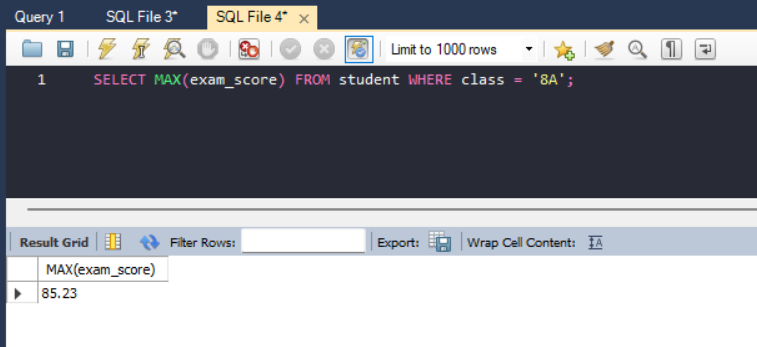 Query 1 SQL File 3* SQL File 4* ×
Limit to 1000 rows
1 SELECT MAX(exam_score) FROM student WHERE class = '8A';
Result Grid Filter Rows: Export: Wrap Cell Content: IA
MAX(exam_score)
85.23